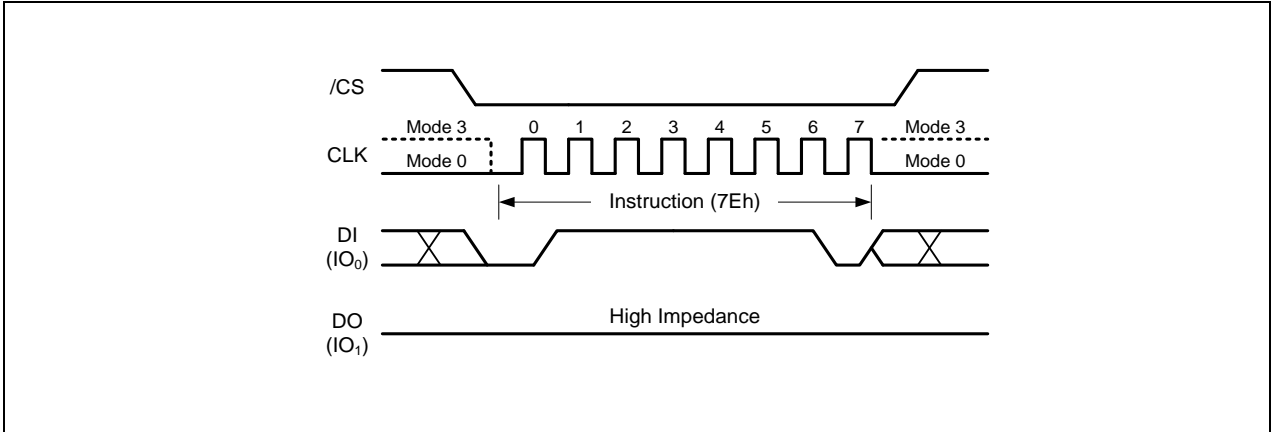 /CS
Mode 3 0 1 2 3 4 5 6 7 Mode 3
CLK
Mode 0 Mode 0
Instruction (7Eh)
DI
(IO₀)
High Impedance
DO
(IO₁)